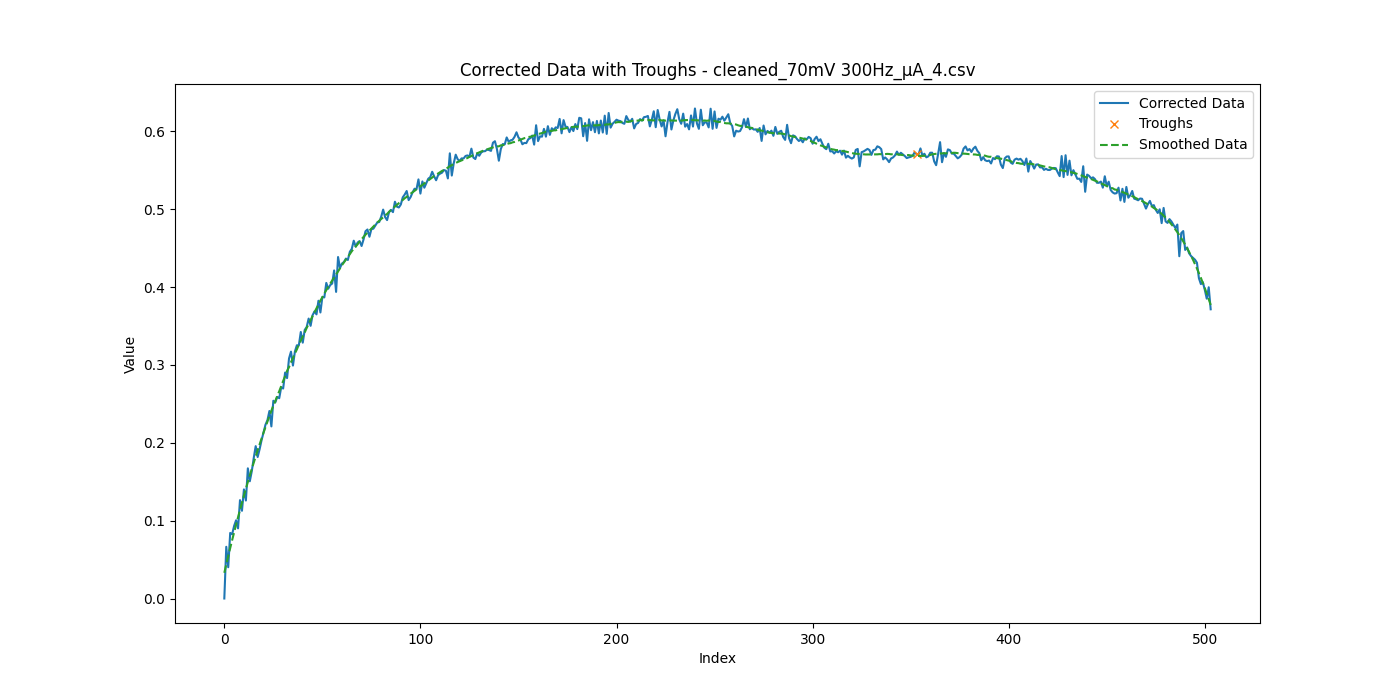 Corrected Data with Troughs - cleaned_70mV 300Hz_µA_4.csv
Corrected Data
Troughs
Smoothed Data
Value
0.6
0.5
0.4
0.3
0.2
0.1
0.0
0 100 200 300 400 500
Index